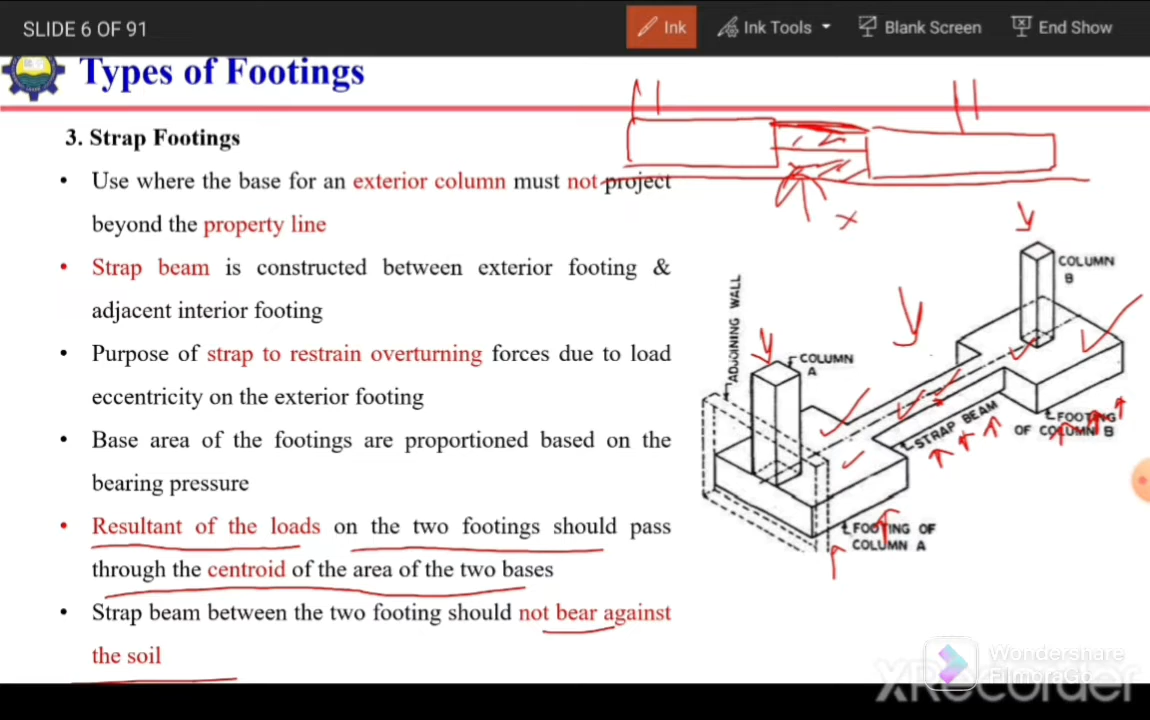 SLIDE 6 OF 91
Ink
Ink Tools
Blank Screen
End Show
Types of Footings
3. Strap Footings
• Use where the base for an exterior column must not project
beyond the property line
• Strap beam is constructed between exterior footing &
adjacent interior footing
• Purpose of strap to restrain overturning forces due to load
eccentricity on the exterior footing
• Base area of the footings are proportioned based on the
bearing pressure
• Resultant of the loads on the two footings should pass
through the centroid of the area of the two bases
• Strap beam between the two footing should not bear against
the soil
ADJOINING WALL
COLUMN
A
COLUMN
B
STRAP BEAM
FOOTING
OF COLUMN B
FOOTING OF
COLUMN A
Wondershare
FilmoraGo
XRecorder